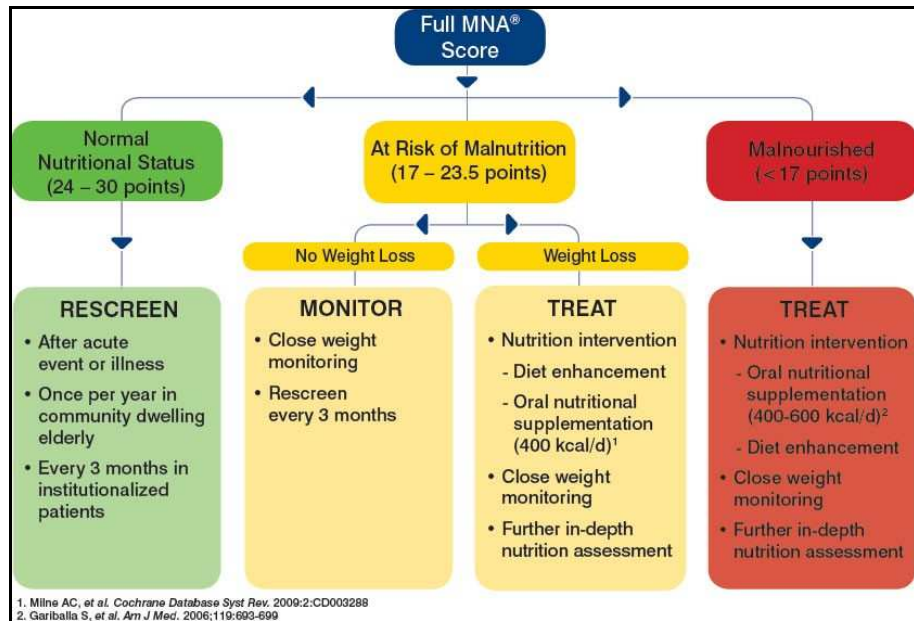 Full MNA®
Score
Normal
Nutritional Status
(24 – 30 points)
At Risk of Malnutrition
(17 – 23.5 points)
Malnourished
(<17 points)
No Weight Loss
Weight Loss
RESCREEN
• After acute
event or illness
• Once per year in
community dwelling
elderly
• Every 3 months in
institutionalized
patients
MONITOR
• Close weight
monitoring
• Rescreen
every 3 months
TREAT
• Nutrition intervention
- Diet enhancement
- Oral nutritional
supplementation
(400 kcal/d)¹
• Close weight
monitoring
• Further in-depth
nutrition assessment
TREAT
• Nutrition intervention
- Oral nutritional
supplementation
(400-600 kcal/d)²
- Diet enhancement
• Close weight
monitoring
• Further in-depth
nutrition assessment
1. Milne AC, et al. Cochrane Database Syst Rev. 2009:2:CD003288
2. Gariballa S, et al. Am J Med. 2006;119:693-699